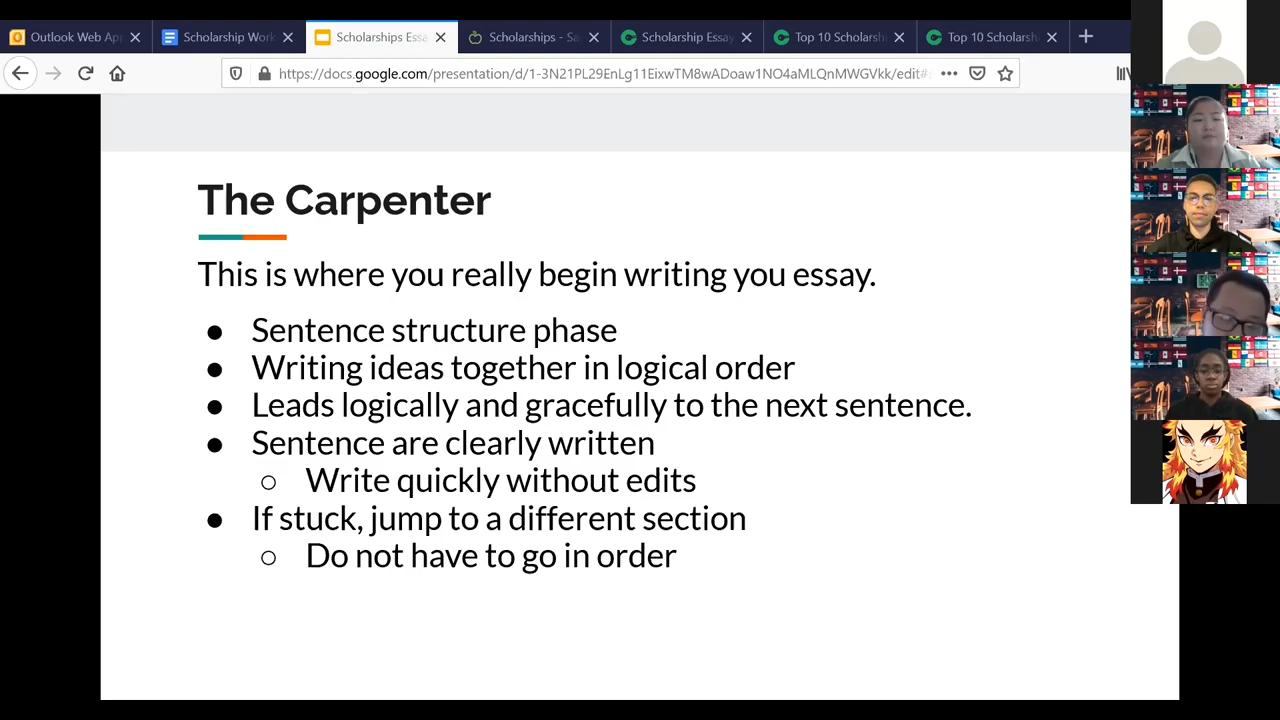 Outlook Web Ap
Scholarship Work
Scholarships Essa
Scholarships - Sa
Scholarship Essay
Top 10 Scholarsh
Top 10 Scholarsh
https://docs.google.com/presentation/d/1-3N21PL29EnLg11EixwTM8wADoaw1NO4aMLQnMWGVkk/edit#
The Carpenter
This is where you really begin writing you essay.
● Sentence structure phase
● Writing ideas together in logical order
● Leads logically and gracefully to the next sentence.
● Sentence are clearly written
○ Write quickly without edits
● If stuck, jump to a different section
○ Do not have to go in order